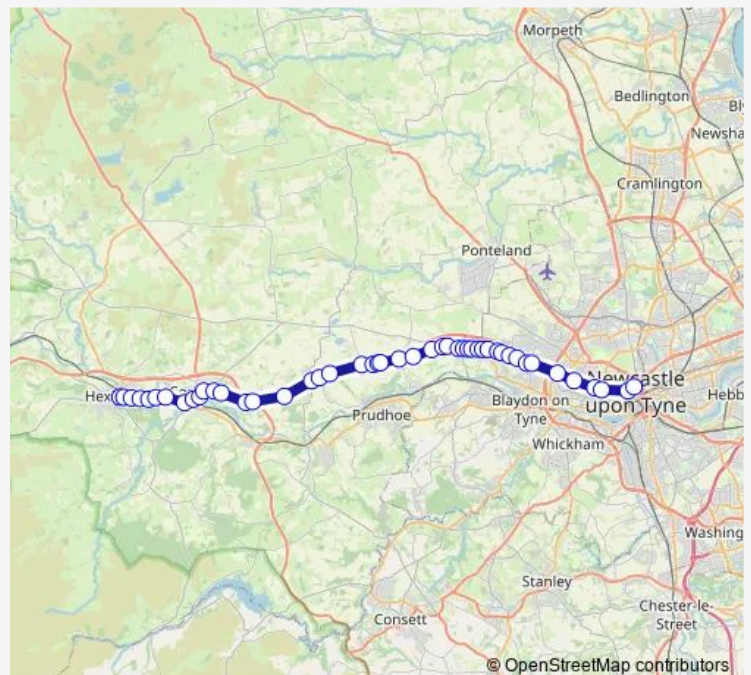 Morpeth
Bedlington
Newsha
Cramlington
Ponteland
Newcastle
upon Tyne
Hebb
Blaydon on
Tyne
Prudhoe
Whickham
Washing
Stanley
Chester-le-
Street
Consett
© OpenStreetMap contributors